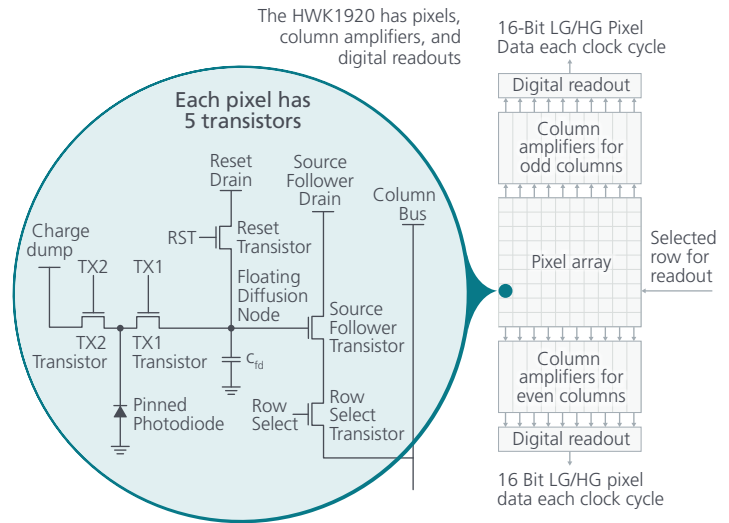 The HWK1920 has pixels,
column amplifiers, and
digital readouts
16-Bit LG/HG Pixel
Data each clock cycle
Digital readout
Column
amplifiers for
odd columns
Pixel array
Selected
row for
readout
Column
amplifiers for
even columns
Digital readout
16 Bit LG/HG pixel
data each clock cycle
Each pixel has
5 transistors
Reset
Drain
Source
Follower
Drain
Column
Bus
RST
Reset
Transistor
Charge
dump
TX2
TX1
Floating
Diffusion
Node
Source
Follower
Transistor
TX2
Transistor
TX1
Transistor
Cfd
Pinned
Photodiode
Row
Select
Row
Select
Transistor